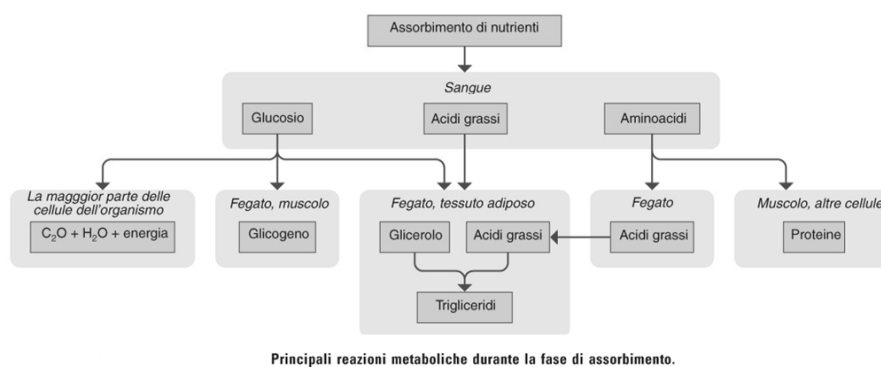 Assorbimento di nutrienti
Sangue
Glucosio
Acidi grassi
Aminoacidi
La magggior parte delle
cellule dell'organismo
C₂O + H₂O + energia
Fegato, muscolo
Glicogeno
Fegato, tessuto adiposo
Glicerolo
Acidi grassi
Trigliceridi
Fegato
Acidi grassi
Muscolo, altre cellule
Proteine
Principali reazioni metaboliche durante la fase di assorbimento.